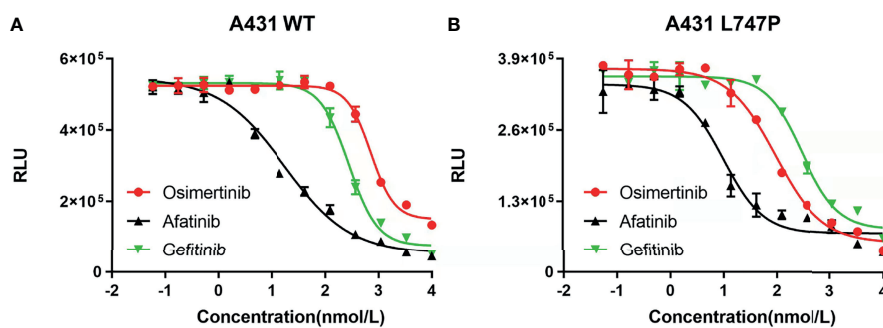 A
A431 WT
6×10⁵
4×10⁵
2×10⁵
0
RLU
Osimertinib
Afatinib
Gefitinib
-2 -1 0 1 2 3 4
Concentration(nmol/L)
B
A431 L747P
3.9×10⁵
2.6×10⁵
1.3×10⁵
0
RLU
Osimertinib
Afatinib
Gefitinib
-2 -1 0 1 2 3 4
Concentration(nmol/L)